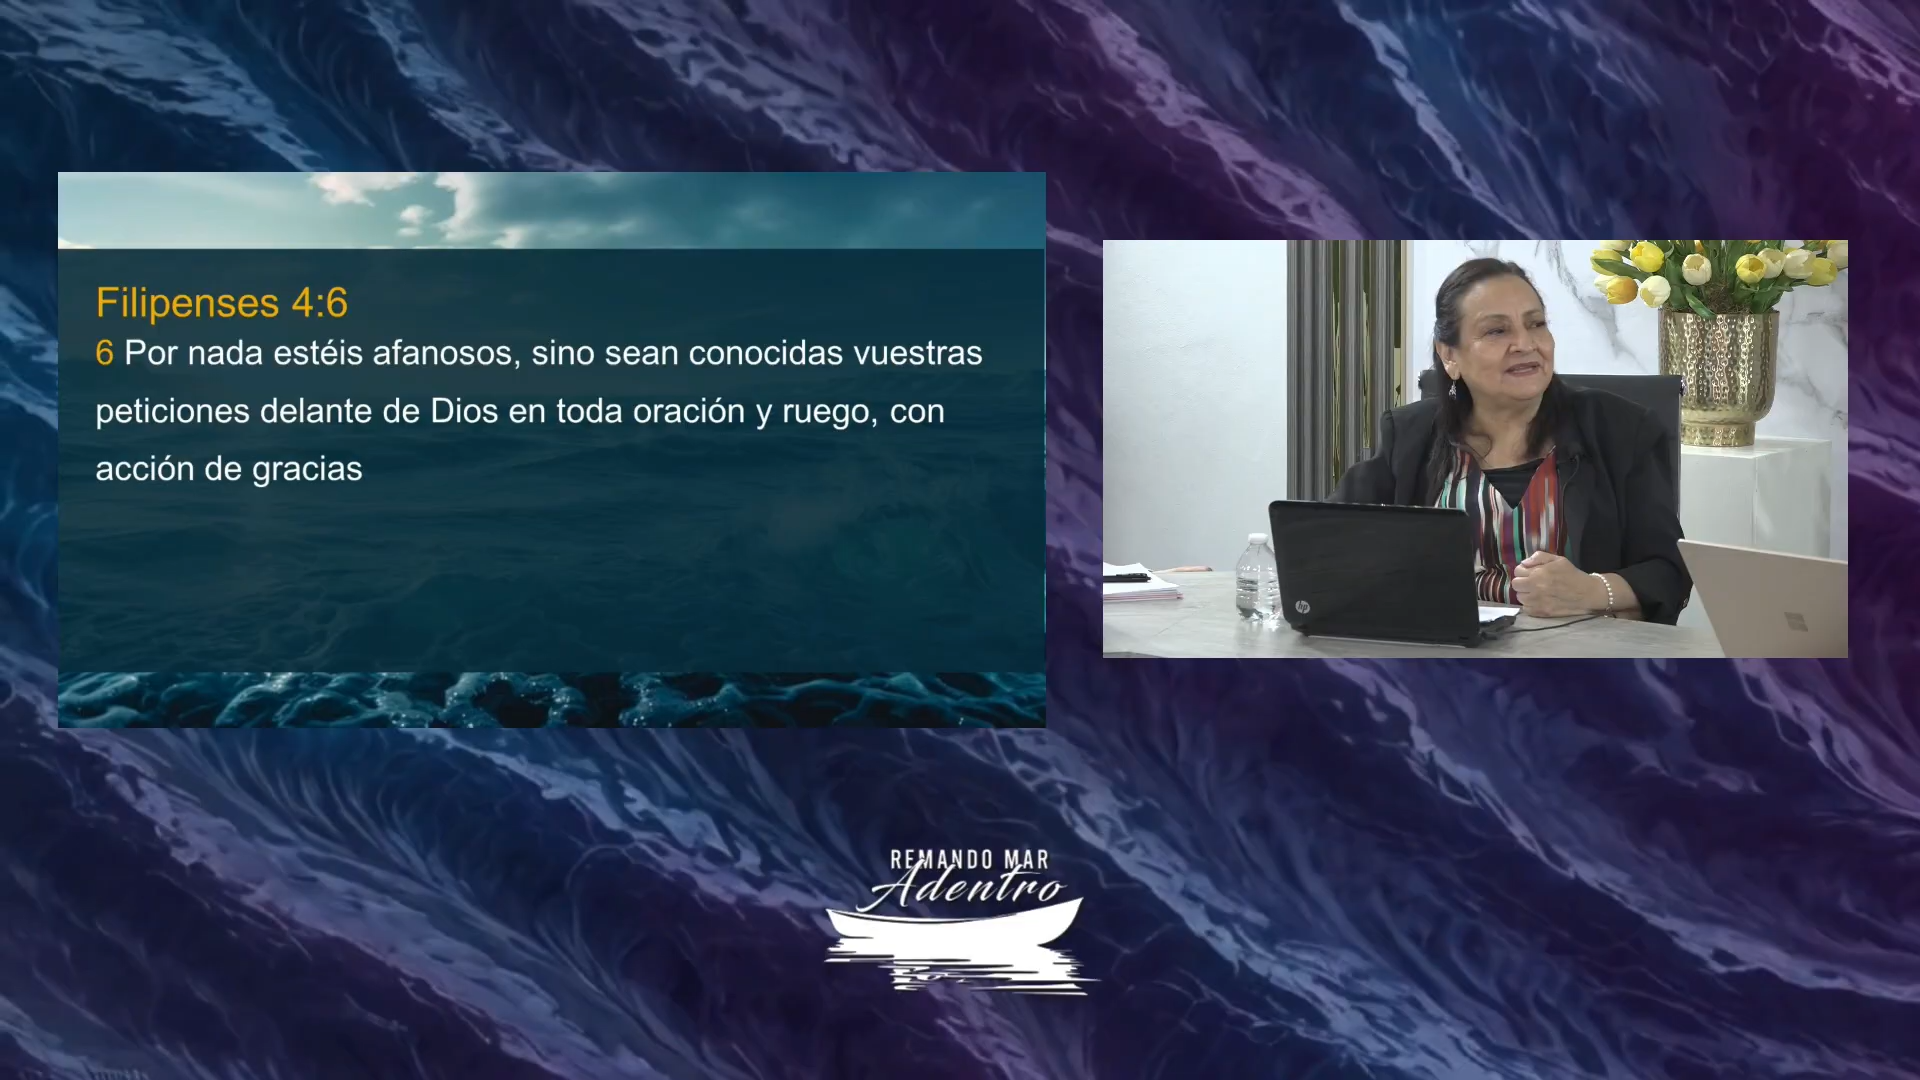 Filipenses 4:6
6 Por nada estéis afanosos, sino sean conocidas vuestras
peticiones delante de Dios en toda oración y ruego, con
acción de gracias
hp
REMANDO MAR
Adentro